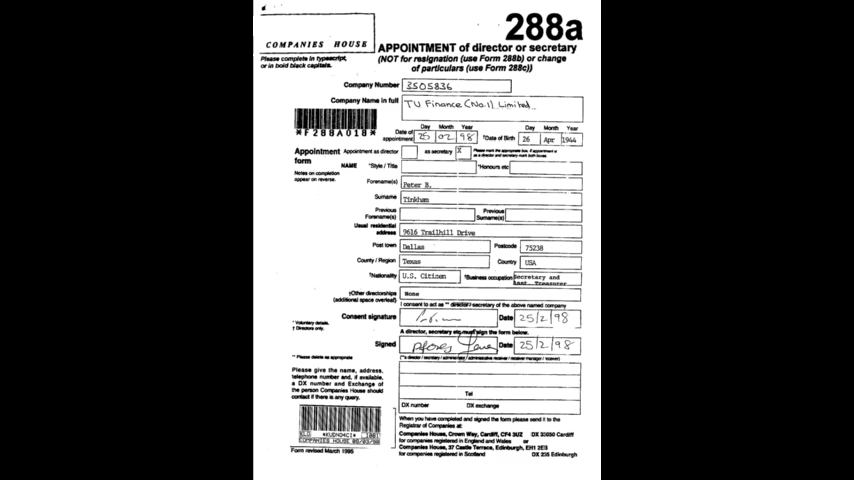 288a
COMPANIES HOUSE
APPOINTMENT of director or secretary
Please complete in typescript,
or in bold black capitals.
(NOT for resignation (use Form 288b) or change
of particulars (use Form 288c))
Company Number 3505836
Company Name in full TU Finance (No.1) Limited
*F288A018*
Day Month Year Day Month Year
Date of appointment 25 02 98 †Date of Birth 26 Apr 1944
Appointment form
Appointment as director as secretary X
Please mark the appropriate box. If appointment is
as a director and secretary mark both boxes.
Notes on completion
appear on reverse.
NAME *Style / Title *Honours etc
Forename(s) Peter B.
Surname Tinkham
Previous Forename(s) Previous Surname(s)
Usual residential address 9616 Trailhill Drive
Post town Dallas Postcode 75238
County / Region Texas Country USA
†Nationality U.S. Citizen †Business occupation Secretary and
Asst. Treasurer
†Other directorships None
(additional space overleaf)
I consent to act as ** director / secretary of the above named company
Consent signature Date 25/2/98
* Voluntary details.
† Directors only.
A director, secretary etc must sign the form below.
Signed Date 25/2/98
** Please delete as appropriate
(** a director / secretary / administrator / administrative receiver / receiver manager / receiver)
Please give the name, address,
telephone number and, if available,
a DX number and Exchange of
the person Companies House should
contact if there is any query.
Tel
DX number DX exchange
When you have completed and signed the form please send it to the
Registrar of Companies at:
Companies House, Crown Way, Cardiff, CF4 3UZ DX 33050 Cardiff
for companies registered in England and Wales or
Companies House, 37 Castle Terrace, Edinburgh, EH1 2EB
for companies registered in Scotland DX 235 Edinburgh
COMPANIES HOUSE
Form revised March 1995